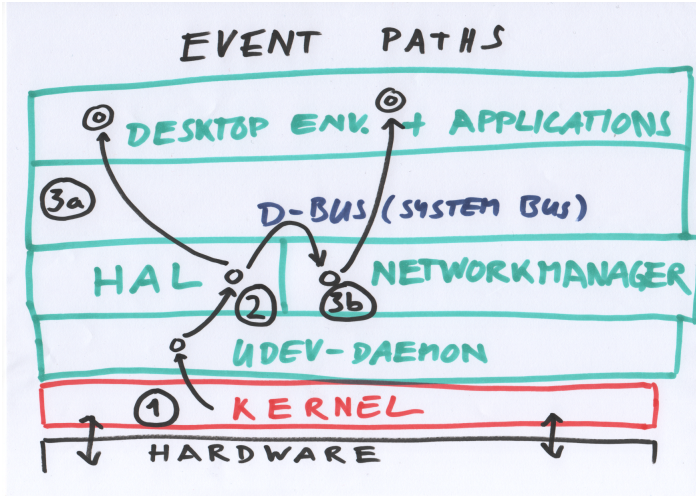 EVENT PATHS
DESKTOP ENV. + APPLICATIONS
3a
D-BUS (SYSTEM BUS)
HAL
NETWORKMANAGER
2
3b
UDEV-DAEMON
1
KERNEL
HARDWARE